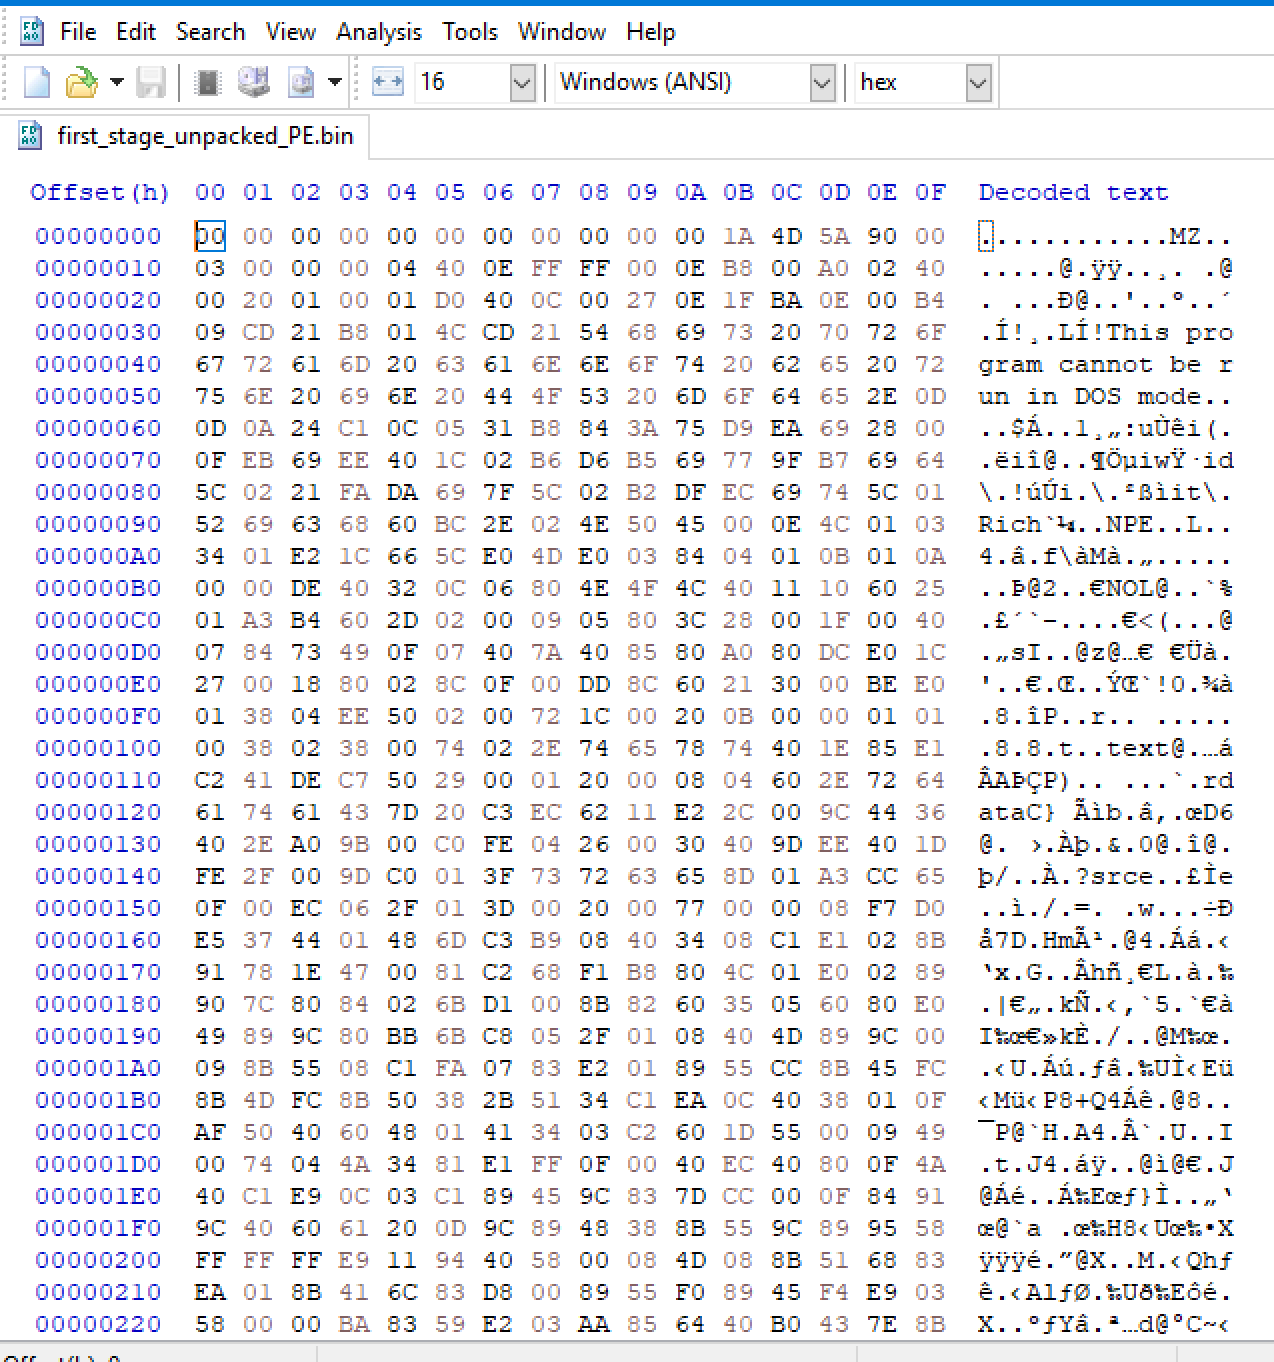 File Edit Search View Analysis Tools Window Help
16 Windows (ANSI) hex
first_stage_unpacked_PE.bin
Offset(h) 00 01 02 03 04 05 06 07 08 09 0A 0B 0C 0D 0E 0F Decoded text
00000000 00 00 00 00 00 00 00 00 00 00 00 1A 4D 5A 90 00 ............MZ..
00000010 03 00 00 00 04 40 0E FF FF 00 0E B8 00 A0 02 40 .....@.ÿÿ..¸. .@
00000020 00 20 01 00 01 D0 40 0C 00 27 0E 1F BA 0E 00 B4 . ...Ð@..'..º..´
00000030 09 CD 21 B8 01 4C CD 21 54 68 69 73 20 70 72 6F .Í!¸.LÍ!This pro
00000040 67 72 61 6D 20 63 61 6E 6E 6F 74 20 62 65 20 72 gram cannot be r
00000050 75 6E 20 69 6E 20 44 4F 53 20 6D 6F 64 65 2E 0D un in DOS mode..
00000060 0D 0A 24 C1 0C 05 31 B8 84 3A 75 D9 EA 69 28 00 ..$Á..1¸„:uÙêi(.
00000070 0F EB 69 EE 40 1C 02 B6 D6 B5 69 77 9F B7 69 64 .ëiî@..¶ÖµiwŸ·id
00000080 5C 02 21 FA DA 69 7F 5C 02 B2 DF EC 69 74 5C 01 \.!úÚi.\.²ßìit\.
00000090 52 69 63 68 60 BC 2E 02 4E 50 45 00 0E 4C 01 03 Rich`¼..NPE..L..
000000A0 34 01 E2 1C 66 5C E0 4D E0 03 84 04 01 0B 01 0A 4.â.f\àMà.„.....
000000B0 00 00 DE 40 32 0C 06 80 4E 4F 4C 40 11 10 60 25 ..Þ@2..€NOL@..`%
000000C0 01 A3 B4 60 2D 02 00 09 05 80 3C 28 00 1F 00 40 .£´`-....€<(...@
000000D0 07 84 73 49 0F 07 40 7A 40 85 80 A0 80 DC E0 1C .„sI..@z@…€ €Üà.
000000E0 27 00 18 80 02 8C 0F 00 DD 8C 60 21 30 00 BE E0 '..€.Œ..ÝŒ`!0.¾à
000000F0 01 38 04 EE 50 02 00 72 1C 00 20 0B 00 00 01 01 .8.îP..r.. .....
00000100 00 38 02 38 00 74 02 2E 74 65 78 74 40 1E 85 E1 .8.8.t..text@.…á
00000110 C2 41 DE C7 50 29 00 01 20 00 08 04 60 2E 72 64 ÂAÞÇP).. ...`.rd
00000120 61 74 61 43 7D 20 C3 EC 62 11 E2 2C 00 9C 44 36 ataC} Ãìb.â,.œD6
00000130 40 2E A0 9B 00 C0 FE 04 26 00 30 40 9D EE 40 1D @. ›.Àþ.&.0@.î@.
00000140 FE 2F 00 9D C0 01 3F 73 72 63 65 8D 01 A3 CC 65 þ/..À.?srce..£Ìe
00000150 0F 00 EC 06 2F 01 3D 00 20 00 77 00 00 08 F7 D0 ..ì./.=. .w...÷Ð
00000160 E5 37 44 01 48 6D C3 B9 08 40 34 08 C1 E1 02 8B å7D.HmÃ¹.@4.Áá.‹
00000170 91 78 1E 47 00 81 C2 68 F1 B8 80 4C 01 E0 02 89 ‘x.G..Âhñ¸€L.à.‰
00000180 90 7C 80 84 02 6B D1 00 8B 82 60 35 05 60 80 E0 .|€„.kÑ.‹‚`5.`€à
00000190 49 89 9C 80 BB 6B C8 05 2F 01 08 40 4D 89 9C 00 I‰œ€»kÈ./..@M‰œ.
000001A0 09 8B 55 08 C1 FA 07 83 E2 01 89 55 CC 8B 45 FC .‹U.Áú.ƒâ.‰UÌ‹Eü
000001B0 8B 4D FC 8B 50 38 2B 51 34 C1 EA 0C 40 38 01 0F ‹Mü‹P8+Q4Áê.@8..
000001C0 AF 50 40 60 48 01 41 34 03 C2 60 1D 55 00 09 49 ¯P@`H.A4.Â`.U..I
000001D0 00 74 04 4A 34 81 E1 FF 0F 00 40 EC 40 80 0F 4A .t.J4.áÿ..@ì@€.J
000001E0 40 C1 E9 0C 03 C1 89 45 9C 83 7D CC 00 0F 84 91 @Áé..Á‰Eœƒ}Ì..„‘
000001F0 9C 40 60 61 20 0D 9C 89 48 38 8B 55 9C 89 95 58 œ@`a .œ‰H8‹Uœ‰•X
00000200 FF FF FF E9 11 94 40 58 00 08 4D 08 8B 51 68 83 ÿÿÿé.”@X..M.‹Qhƒ
00000210 EA 01 8B 41 6C 83 D8 00 89 55 F0 89 45 F4 E9 03 ê.‹AlƒØ.‰Uð‰Eôé.
00000220 58 00 00 BA 83 59 E2 03 AA 85 64 40 B0 43 7E 8B X..ºƒYâ.ª…d@°C~‹